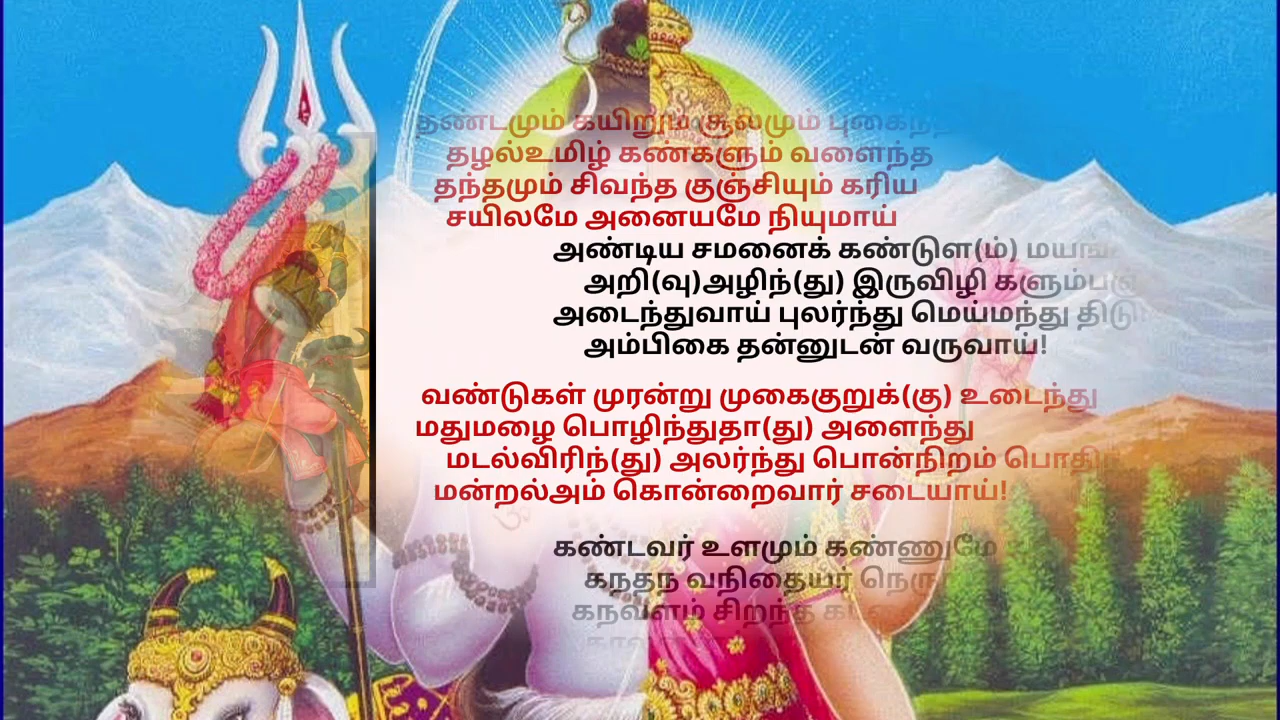 தண்டமும் கயிறும் சூலமும்
தழல்உமிழ் கண்களும் வளைந்த
தந்தமும் சிவந்த குஞ்சியும் கரிய
சயிலமே அனையமே நியுமாய்
அண்டிய சமனைக் கண்டுள(ம்)
அறி(வு)அழிந்(து) இருவிழி
அடைந்துவாய் புலர்ந்து மெய்மந்து
அம்பிகை தன்னுடன் வருவாய்!
வண்டுகள் முரன்று முகைகுறுக்(கு) உடைந்து
மதுமழை பொழிந்துதா(து) அளைந்து
மடல்விரிந்(து) அலர்ந்து பொன்நிறம்
மன்றல்அம் கொன்றைவார் சடையாய்!
கண்டவர் உளமும் கண்ணுமே
கநதந வநிதையர்
கநவளம் சிறந்த